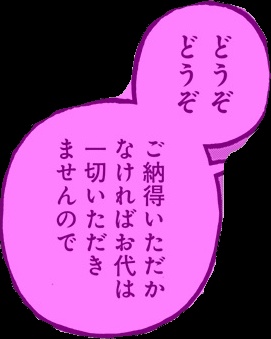 どうぞ
どうぞ
ご納得いただか
なければお代は
一切いただき
ませんので